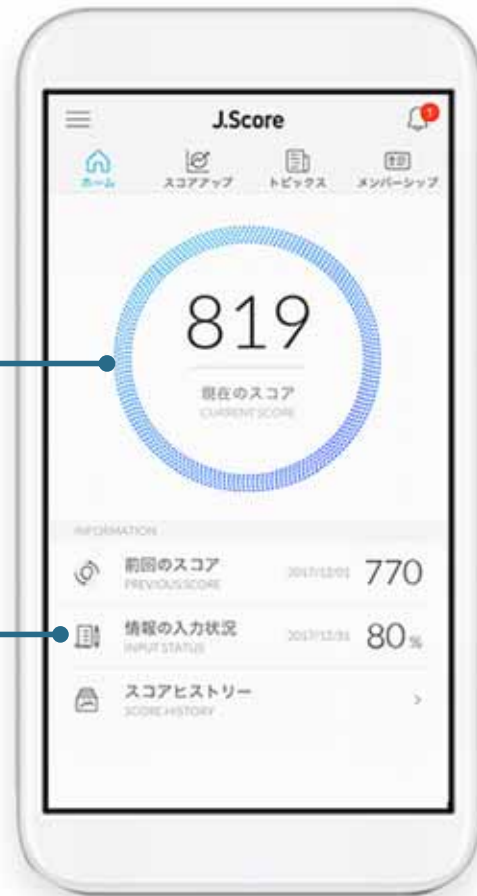 J.Score
1
ホーム
スコアアップ
トピックス
メンバーシップ
819
現在のスコア
CURRENT SCORE
INFORMATION
前回のスコア
PREVIOUS SCORE
2017/12/01
770
情報の入力状況
INPUT STATUS
2017/12/31
80%
スコアヒストリー
SCORE HISTORY